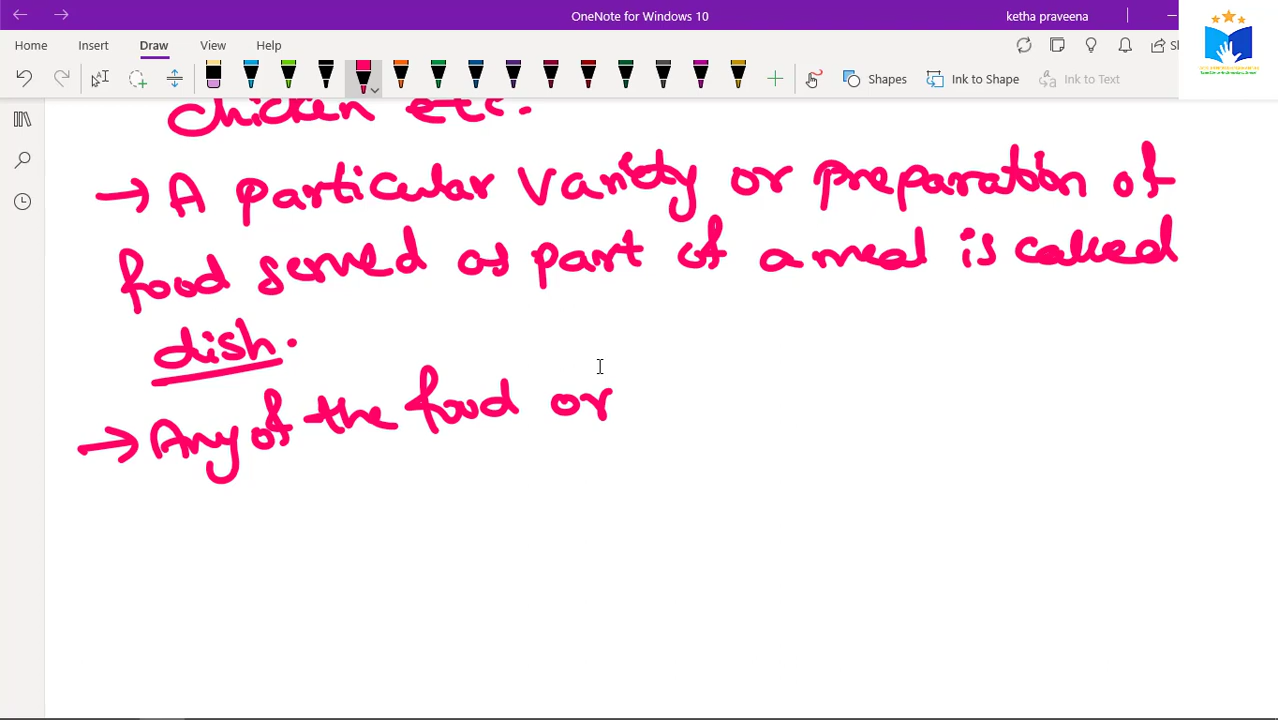 OneNote for Windows 10
ketha praveena
Home Insert Draw View Help
Shapes Ink to Shape Ink to Text
chicken etc.
→ A particular variety or preparation of
food served as part of a meal is called
dish.
→ Any of the food or